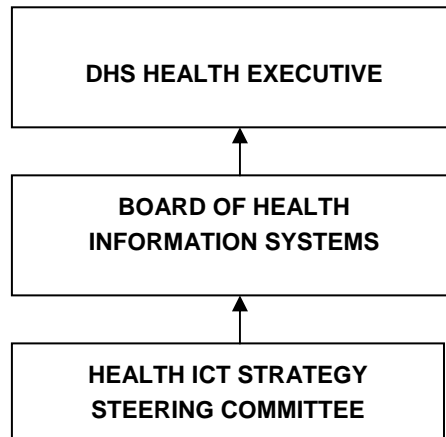 DHS HEALTH EXECUTIVE
BOARD OF HEALTH
INFORMATION SYSTEMS
HEALTH ICT STRATEGY
STEERING COMMITTEE